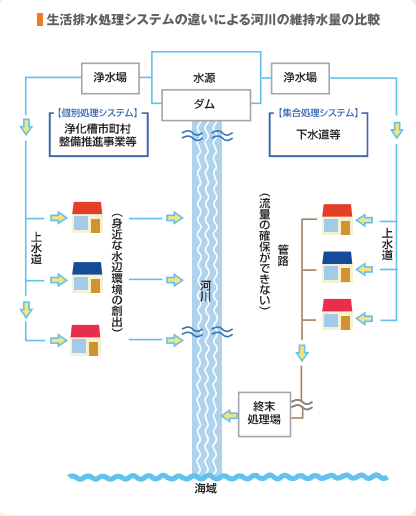 生活排水処理システムの違いによる河川の維持水量の比較
浄水場
水源
浄水場
ダム
【個別処理システム】
浄化槽市町村
整備推進事業等
【集合処理システム】
下水道等
上水道
(身近な水辺環境の創出)
河川
(流量の確保ができない)
管路
上水道
終末
処理場
海域